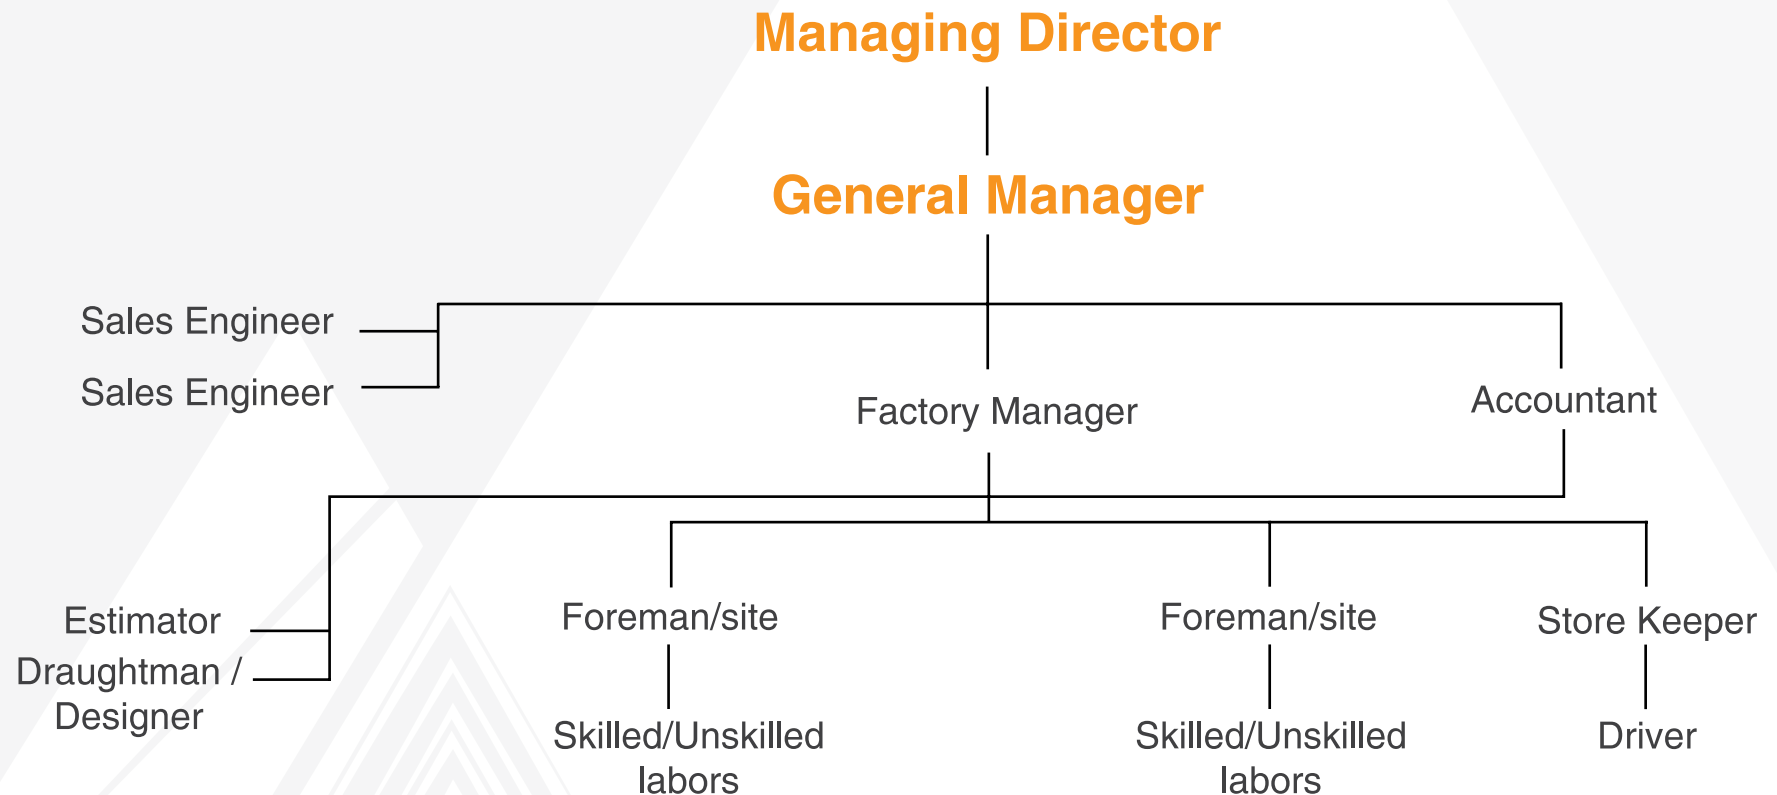 Managing Director
General Manager
Sales Engineer
Sales Engineer
Factory Manager
Accountant
Estimator
Draughtman /
Designer
Foreman/site
Foreman/site
Store Keeper
Skilled/Unskilled
labors
Skilled/Unskilled
labors
Driver